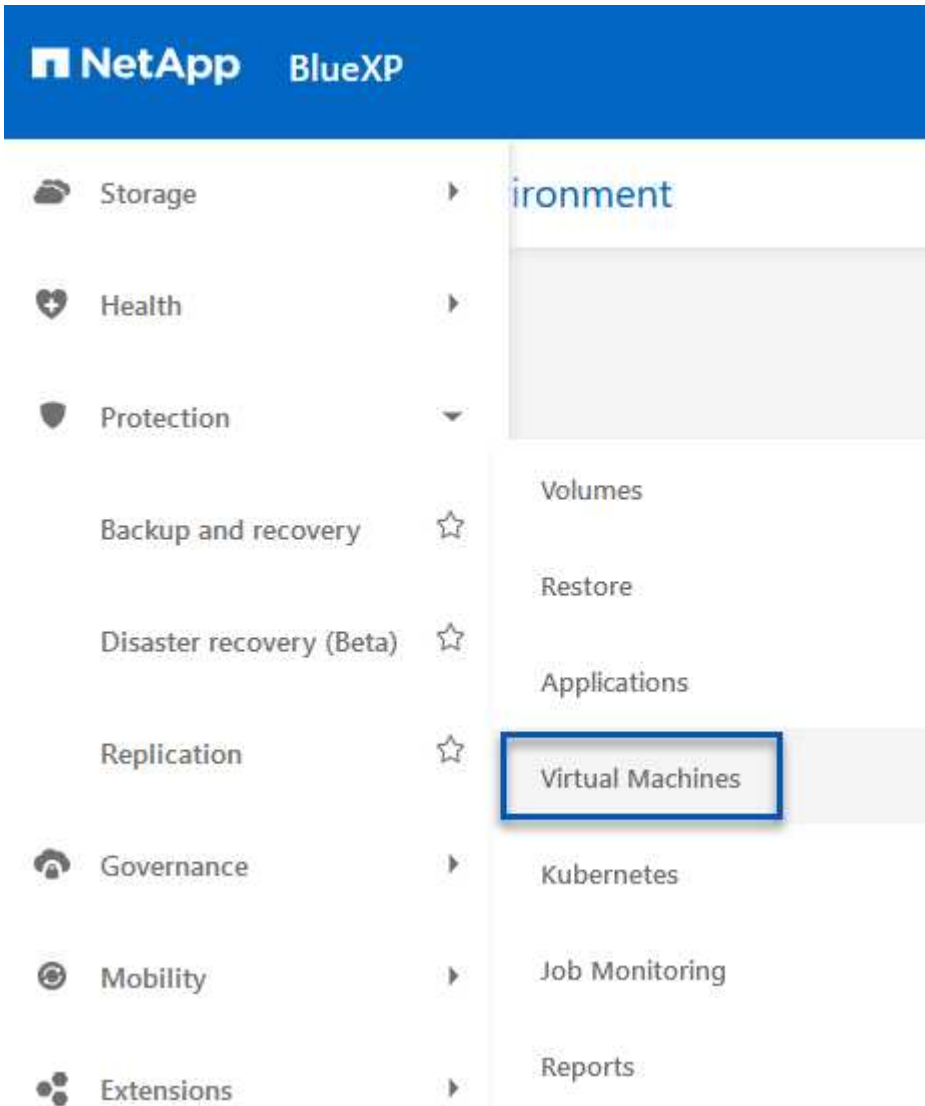 NetApp BlueXP
ironment
Storage
Health
Protection
Backup and recovery
Disaster recovery (Beta)
Replication
Governance
Mobility
Extensions
Volumes
Restore
Applications
Virtual Machines
Kubernetes
Job Monitoring
Reports